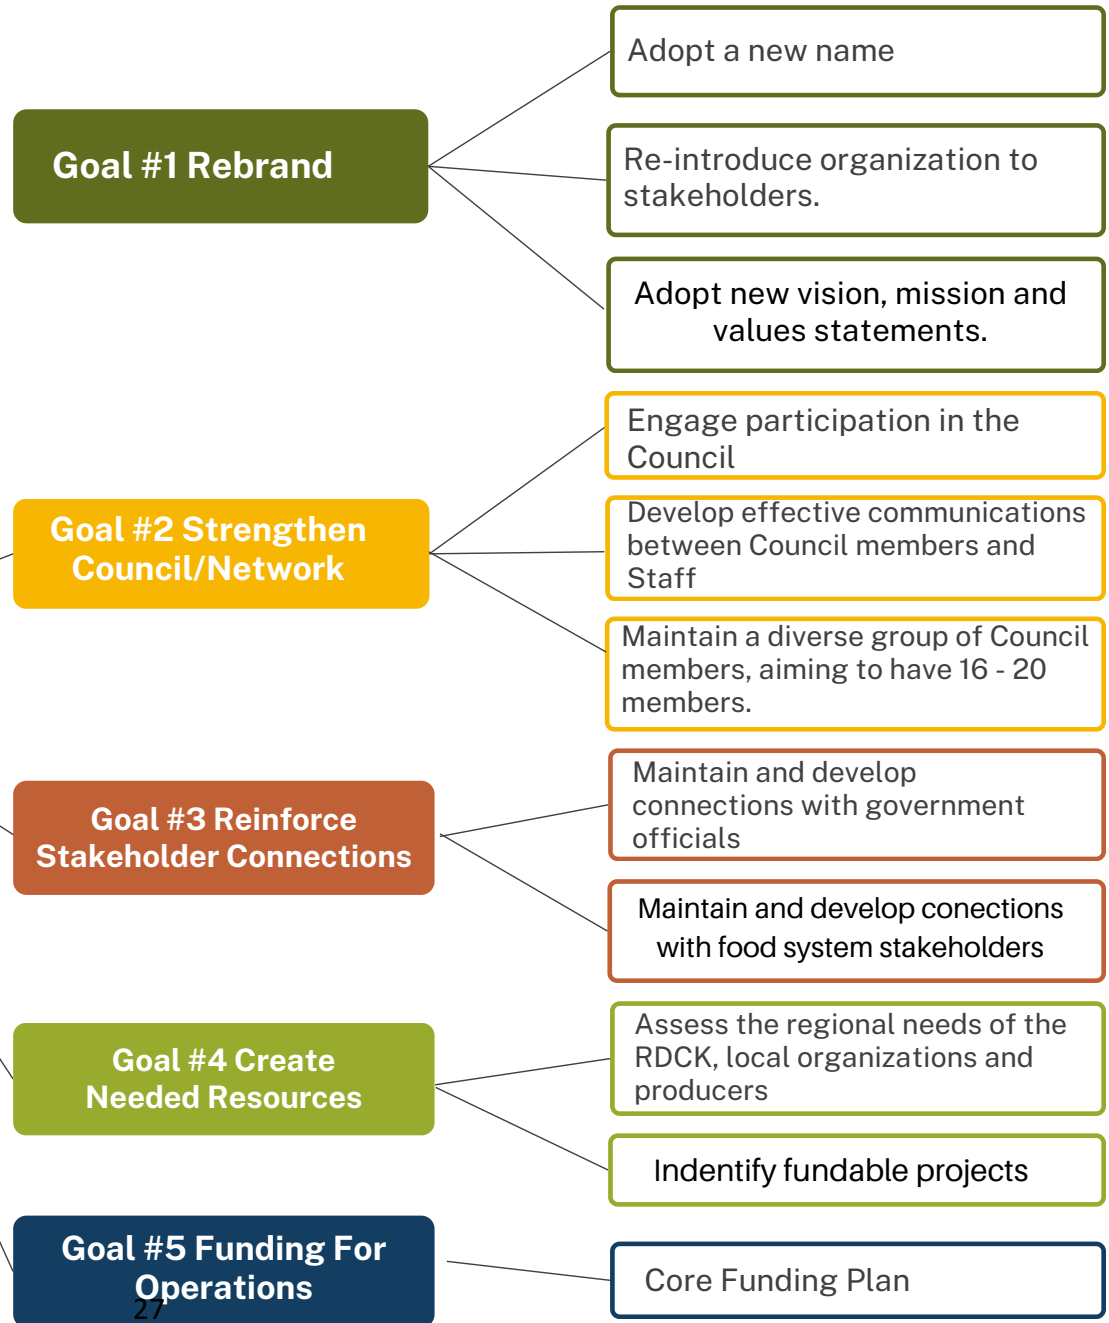 Goal #1 Rebrand
Adopt a new name
Re-introduce organization to
stakeholders.
Adopt new vision, mission and
values statements.
Goal #2 Strengthen
Council/Network
Engage participation in the
Council
Develop effective communications
between Council members and
Staff
Maintain a diverse group of Council
members, aiming to have 16 - 20
members.
Goal #3 Reinforce
Stakeholder Connections
Maintain and develop
connections with government
officials
Maintain and develop conections
with food system stakeholders
Goal #4 Create
Needed Resources
Assess the regional needs of the
RDCK, local organizations and
producers
Indentify fundable projects
Goal #5 Funding For
Operations
Core Funding Plan
27